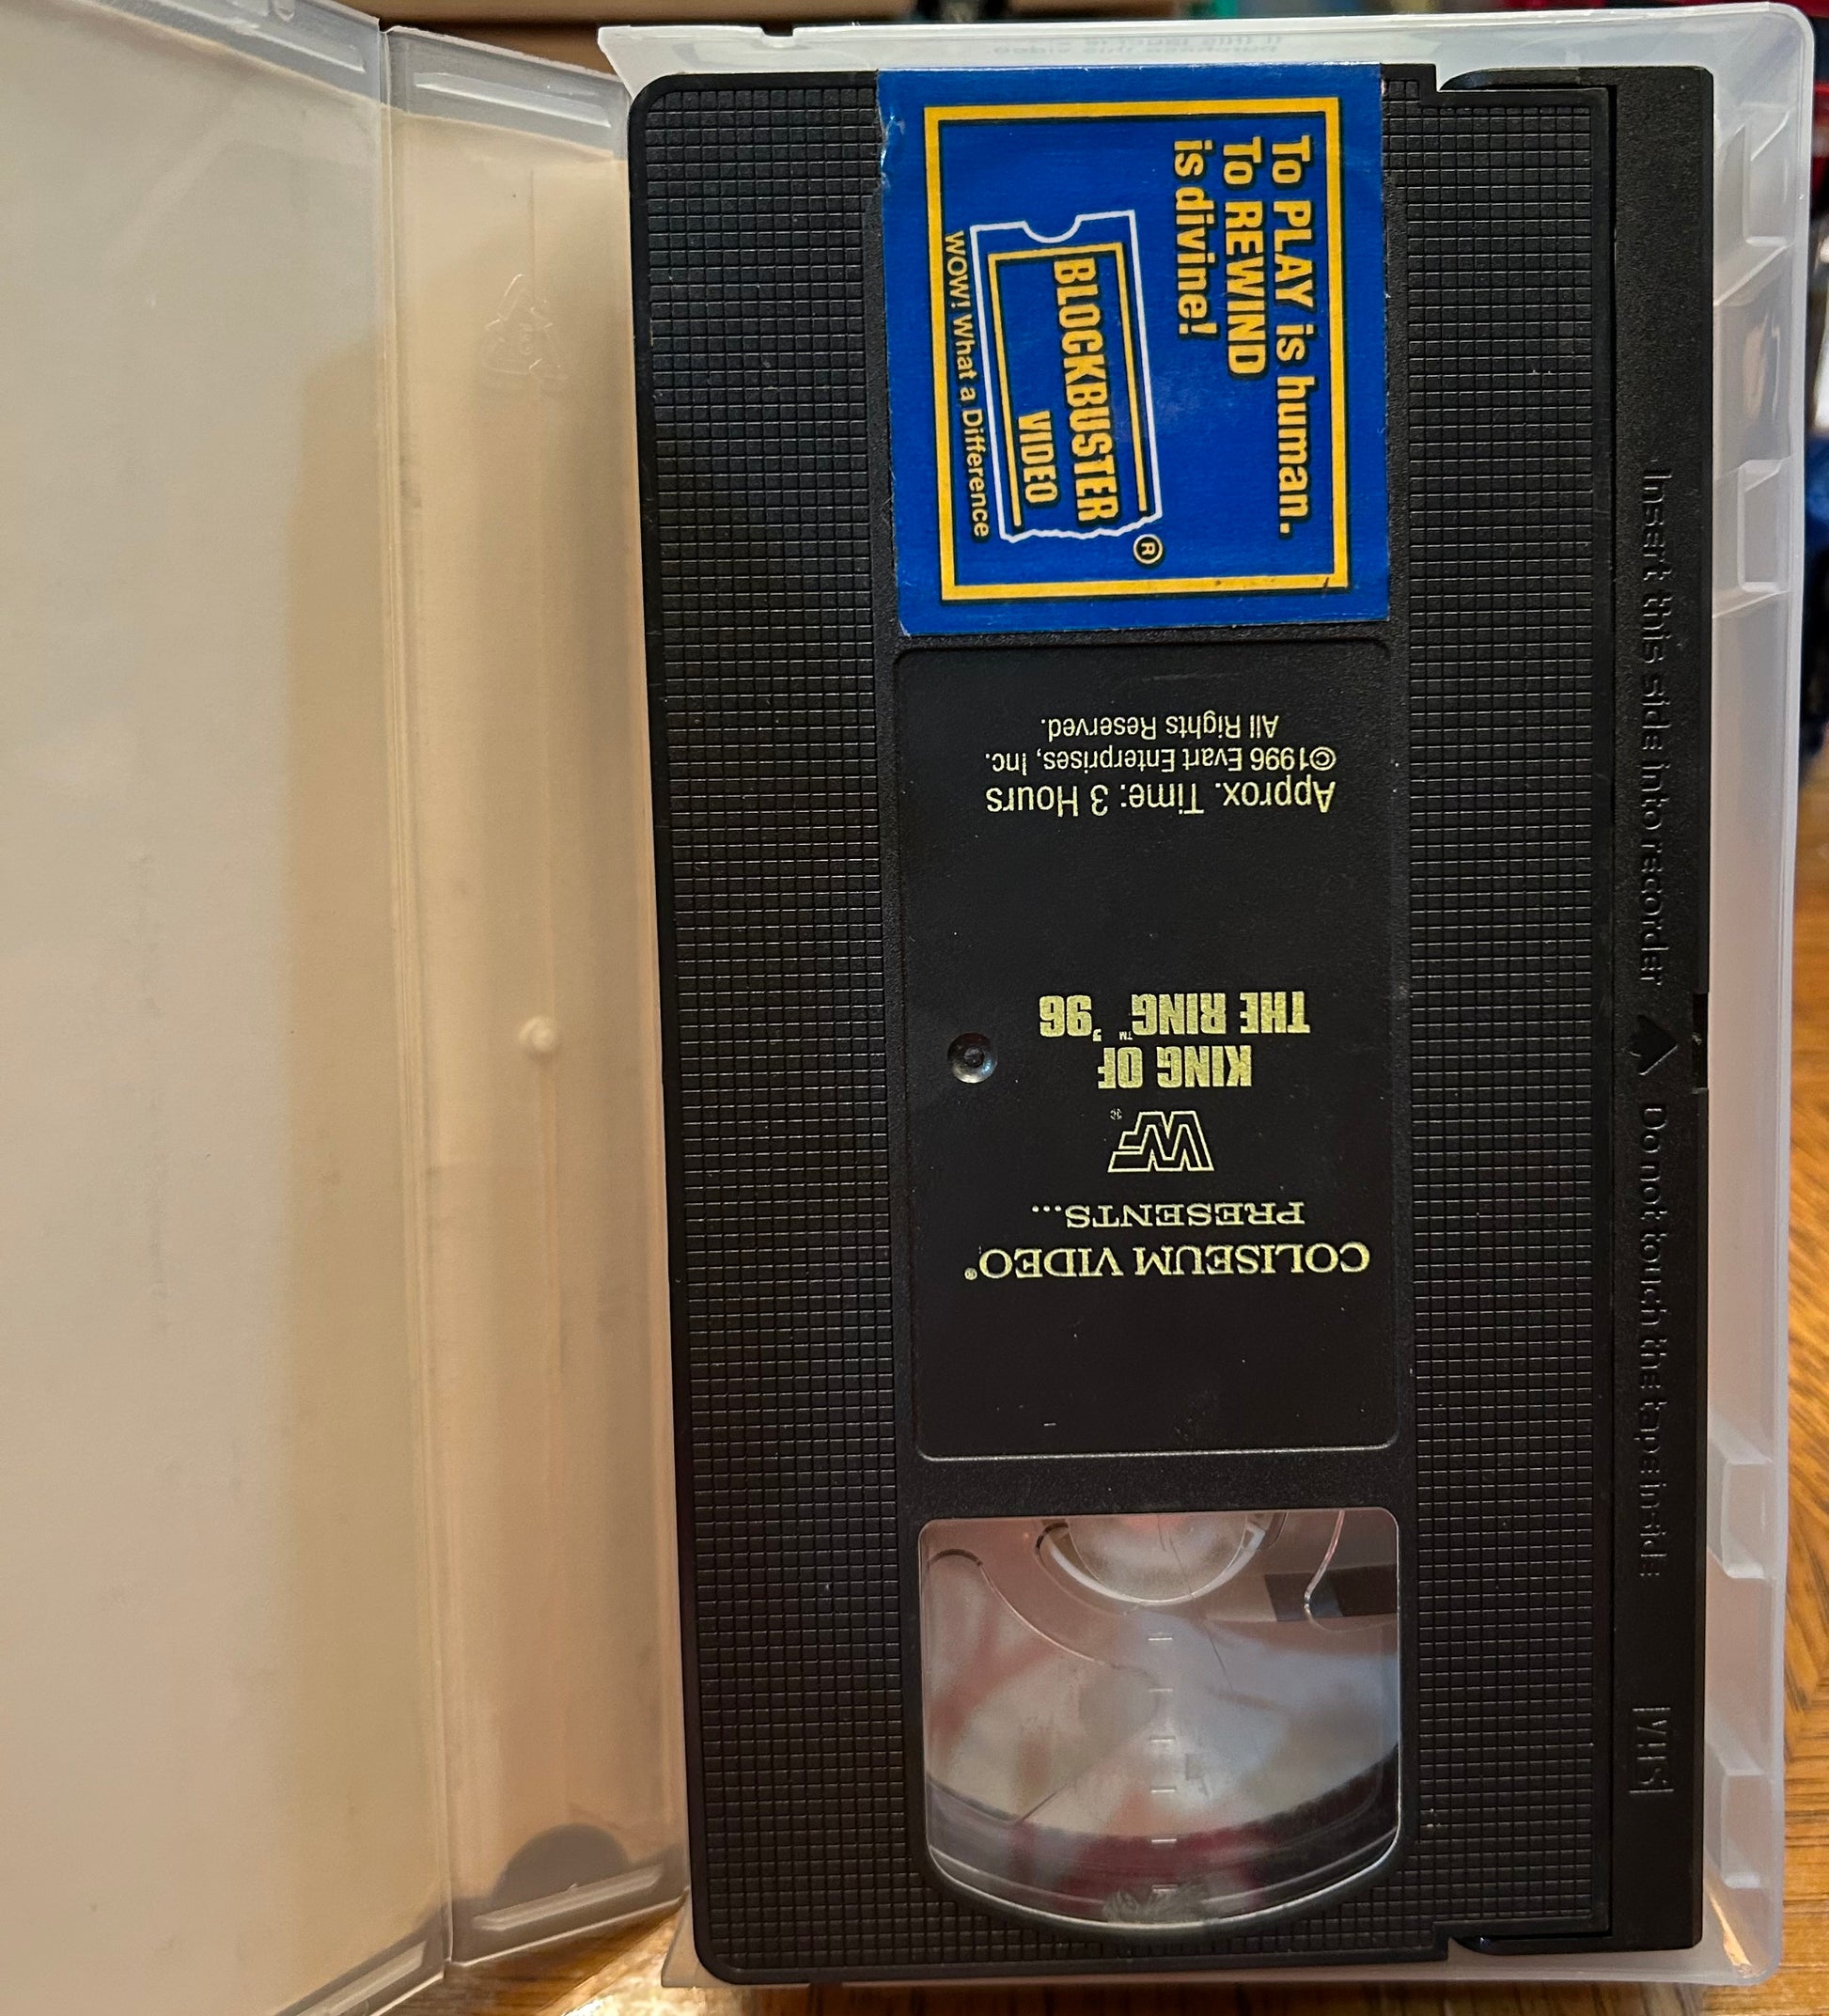 To PLAY is human.
To REWIND
is divine!
BLOCKBUSTER
VIDEO
®
WOW! What a Difference
COLISEUM VIDEO®
PRESENTS...
WF
KING OF
THE RING™ '96
Approx. Time: 3 Hours
©1996 Evart Enterprises, Inc.
All Rights Reserved.
Insert this side into recorder
Do not touch the tape inside
VHS